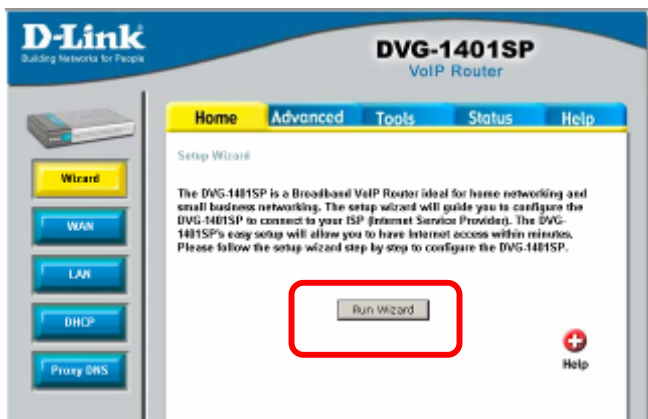 D-Link
Building Networks for People
DVG-1401SP
VoIP Router
Home Advanced Tools Status Help
Setup Wizard
The DVG-1401SP is a Broadband VoIP Router ideal for home networking and
small business networking. The setup wizard will guide you to configure the
DVG-1401SP to connect to your ISP (Internet Service Provider). The DVG-
1401SP's easy setup will allow you to have Internet access within minutes.
Please follow the setup wizard step by step to configure the DVG-1401SP.
Run Wizard
Help
Wizard
WAN
LAN
DHCP
Proxy DNS